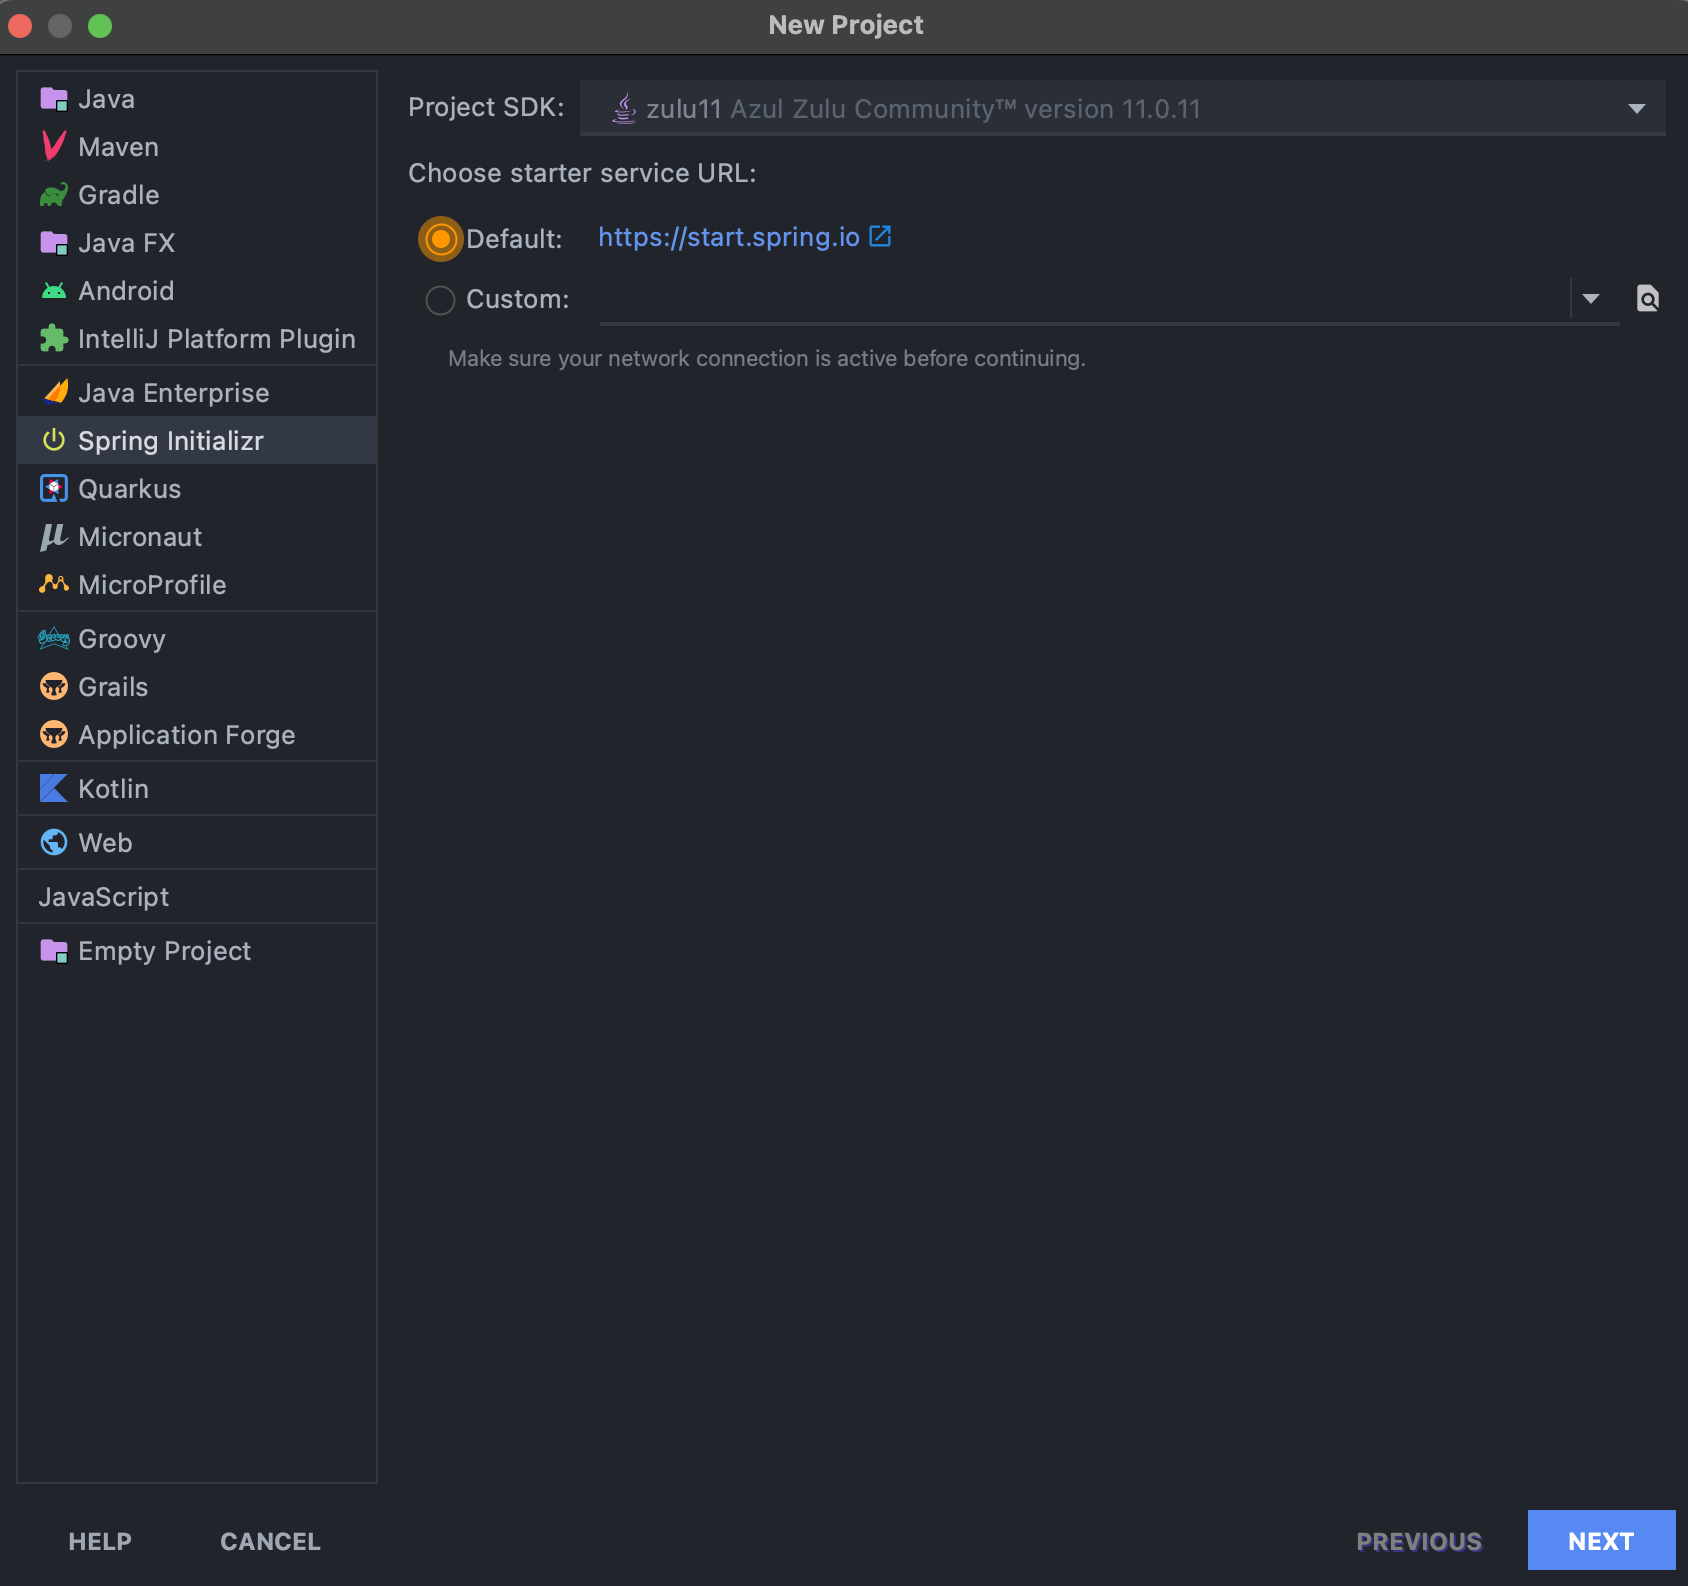 New Project
Java
Maven
Gradle
Java FX
Android
IntelliJ Platform Plugin
Java Enterprise
Spring Initializr
Quarkus
Micronaut
MicroProfile
Groovy
Grails
Application Forge
Kotlin
Web
JavaScript
Empty Project
Project SDK: zulu11 Azul Zulu Community™ version 11.0.11
Choose starter service URL:
Default: https://start.spring.io
Custom:
Make sure your network connection is active before continuing.
HELP CANCEL PREVIOUS NEXT